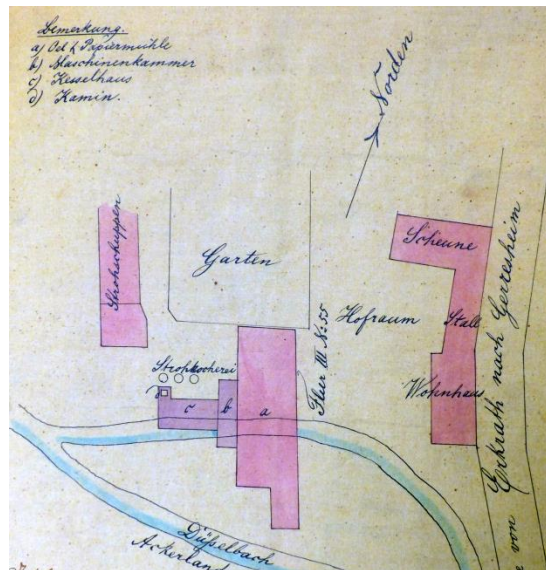 Bemerkung.
a) Oel & Papiermühle
b) Maschinenkammer
c) Kesselhaus
d) Kamin.
Norden
Strohschuppen
Garten
Scheune
Hofraum
Stall
Flur III No 55
Strohkocherei
d
c
b
a
Wohnhaus
von Erkrath nach Gerresheim
Düsselbach
Ackerland